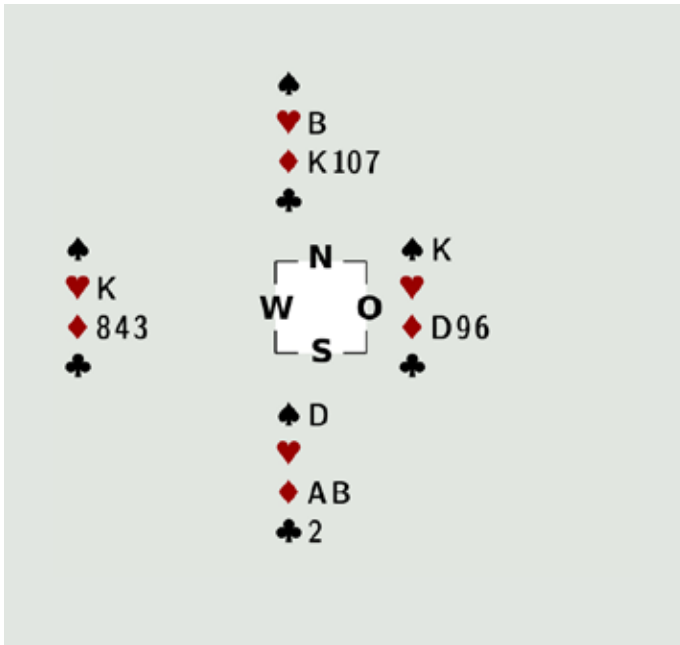 ♠
♥ B
♦ K107
♣
♠
♥ K
♦ 843
♣
N
W O
S
♠ K
♥
♦ D96
♣
♠ D
♥
♦ AB
♣ 2